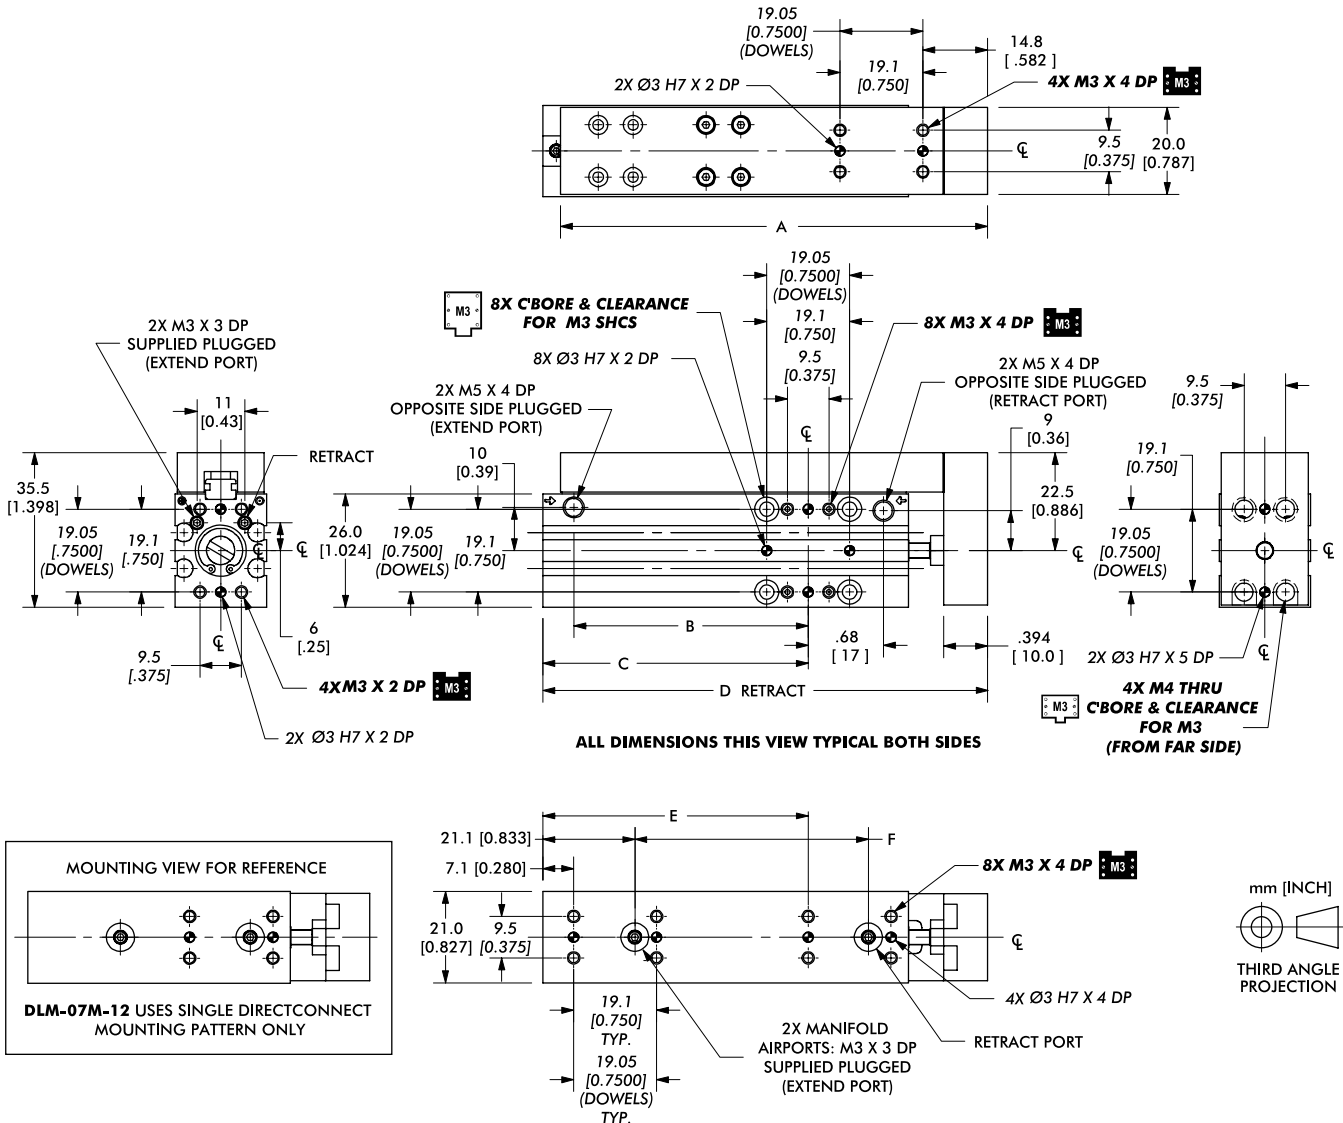 19.05
[0.7500]
(DOWELS)
14.8
[ .582 ]
19.1
[0.750]
2X Ø3 H7 X 2 DP
4X M3 X 4 DP
M3
9.5
[0.375]
20.0
[0.787]
℄
A
19.05
[0.7500]
(DOWELS)
19.1
[0.750]
9.5
[0.375]
℄
M3
8X C'BORE & CLEARANCE
FOR M3 SHCS
8X M3 X 4 DP
M3
8X Ø3 H7 X 2 DP
2X M5 X 4 DP
OPPOSITE SIDE PLUGGED
(EXTEND PORT)
2X M5 X 4 DP
OPPOSITE SIDE PLUGGED
(RETRACT PORT)
2X M3 X 3 DP
SUPPLIED PLUGGED
(EXTEND PORT)
11
[0.43]
RETRACT
35.5
[1.398]
19.05
[.7500]
(DOWELS)
19.1
[.750]
℄
℄
℄
6
[.25]
9.5
[.375]
4X M3 X 2 DP
M3
2X Ø3 H7 X 2 DP
10
[0.39]
26.0
[1.024]
19.05
[0.7500]
(DOWELS)
19.1
[0.750]
9
[0.36]
22.5
[0.886]
℄
B
C
D RETRACT
.68
[ 17 ]
.394
[ 10.0 ]
ALL DIMENSIONS THIS VIEW TYPICAL BOTH SIDES
9.5
[0.375]
19.1
[0.750]
19.05
[0.7500]
(DOWELS)
℄
℄
2X Ø3 H7 X 5 DP
M3
4X M4 THRU
C'BORE & CLEARANCE
FOR M3
(FROM FAR SIDE)
MOUNTING VIEW FOR REFERENCE
DLM-07M-12 USES SINGLE DIRECTCONNECT
MOUNTING PATTERN ONLY
E
21.1 [0.833]
F
7.1 [0.280]
8X M3 X 4 DP
M3
21.0
[0.827]
9.5
[0.375]
℄
19.1
[0.750]
TYP.
19.05
[0.7500]
(DOWELS)
TYP.
2X MANIFOLD
AIRPORTS: M3 X 3 DP
SUPPLIED PLUGGED
(EXTEND PORT)
RETRACT PORT
4X Ø3 H7 X 4 DP
mm [INCH]
THIRD ANGLE
PROJECTION